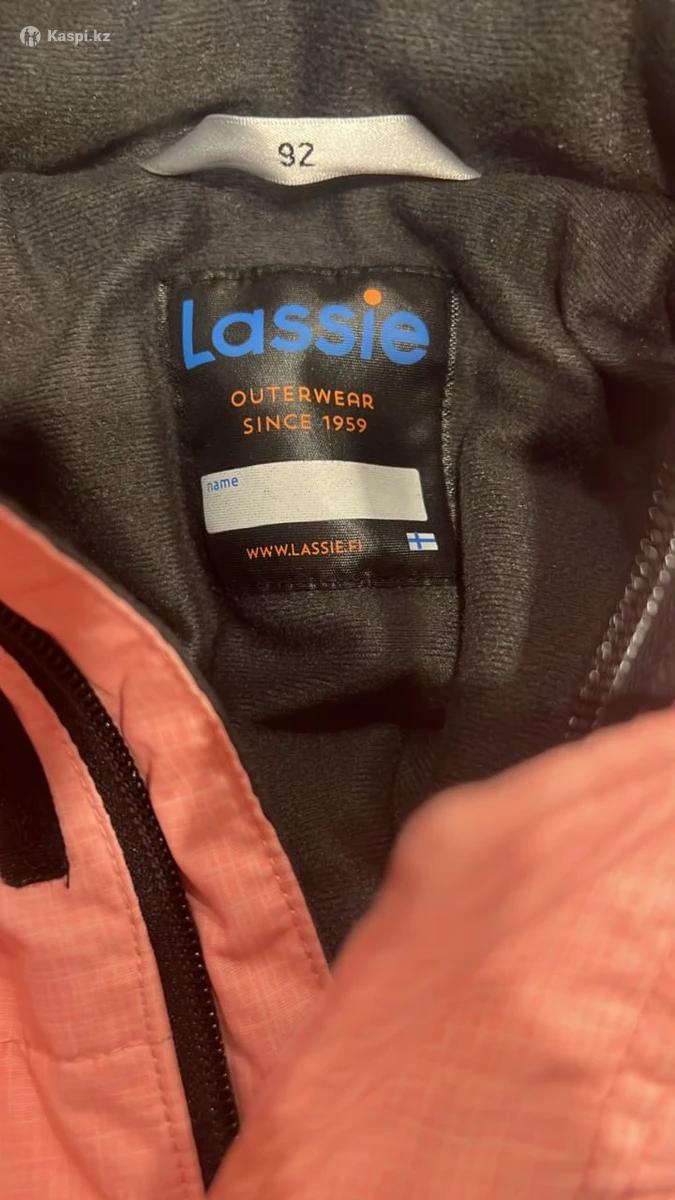 Kaspi.kz
92
Lassie
OUTERWEAR
SINCE 1959
name
WWW.LASSIE.FI